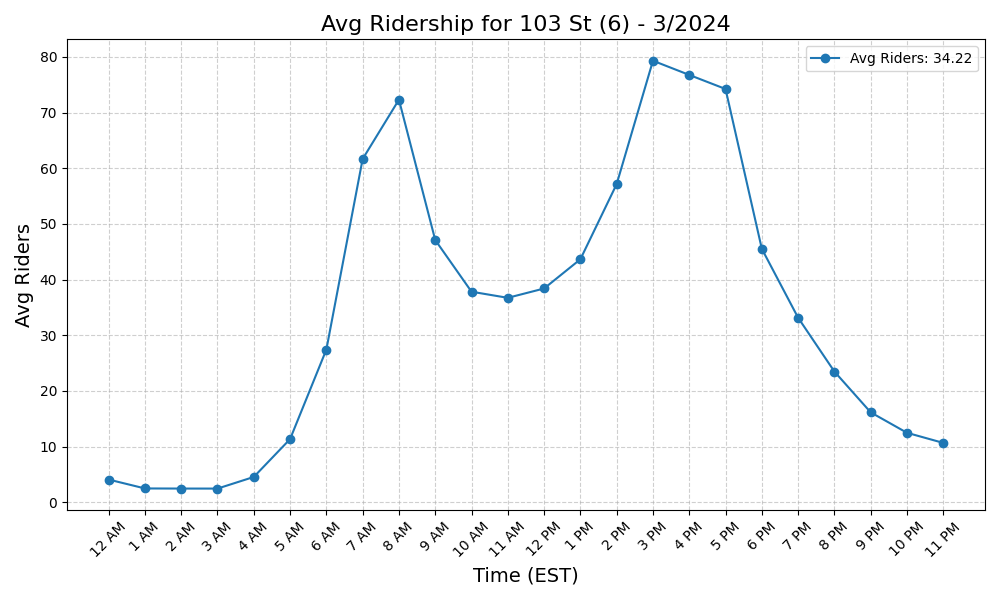 Avg Ridership for 103 St (6) - 3/2024
Avg Riders: 34.22
Avg Riders
80
70
60
50
40
30
20
10
0
12 AM
1 AM
2 AM
3 AM
4 AM
5 AM
6 AM
7 AM
8 AM
9 AM
10 AM
11 AM
12 PM
1 PM
2 PM
3 PM
4 PM
5 PM
6 PM
7 PM
8 PM
9 PM
10 PM
11 PM
Time (EST)